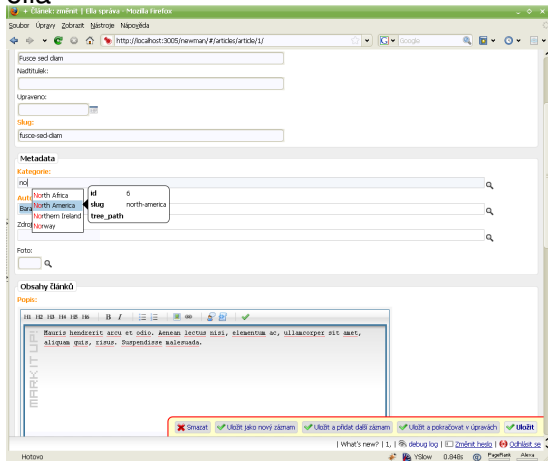 ella
+ Článek: změnit | Ella správa - Mozilla Firefox
Soubor Úpravy Zobrazit Nástroje Nápověda
http://localhost:3005/newman/#/articles/article/1/
Google
Fusce sed diam
Nadtitulek:
Upraveno:
Slug:
fusce-sed-diam
Metadata
Kategorie:
no
North Africa
North America
Northern Ireland
Norway
id 6
slug north-america
tree_path
Bara
Zdroj
Foto:
Obsahy článků
Popis:
H1 H2 H3 H4 H5 H6 B I
MARK IT UP!
Mauris hendrerit arcu et odio. Aenean lectus nisi, elementum ac, ullamcorper sit amet,
aliquam quis, risus. Suspendisse malesuada.
Smazat Uložit jako nový záznam Uložit a přidat další záznam Uložit a pokračovat v úpravách Uložit
| What's new? | 1, | debug log | Změnit heslo | Odhlásit se
Hotovo YSlow 0.848s PageRank Alexa